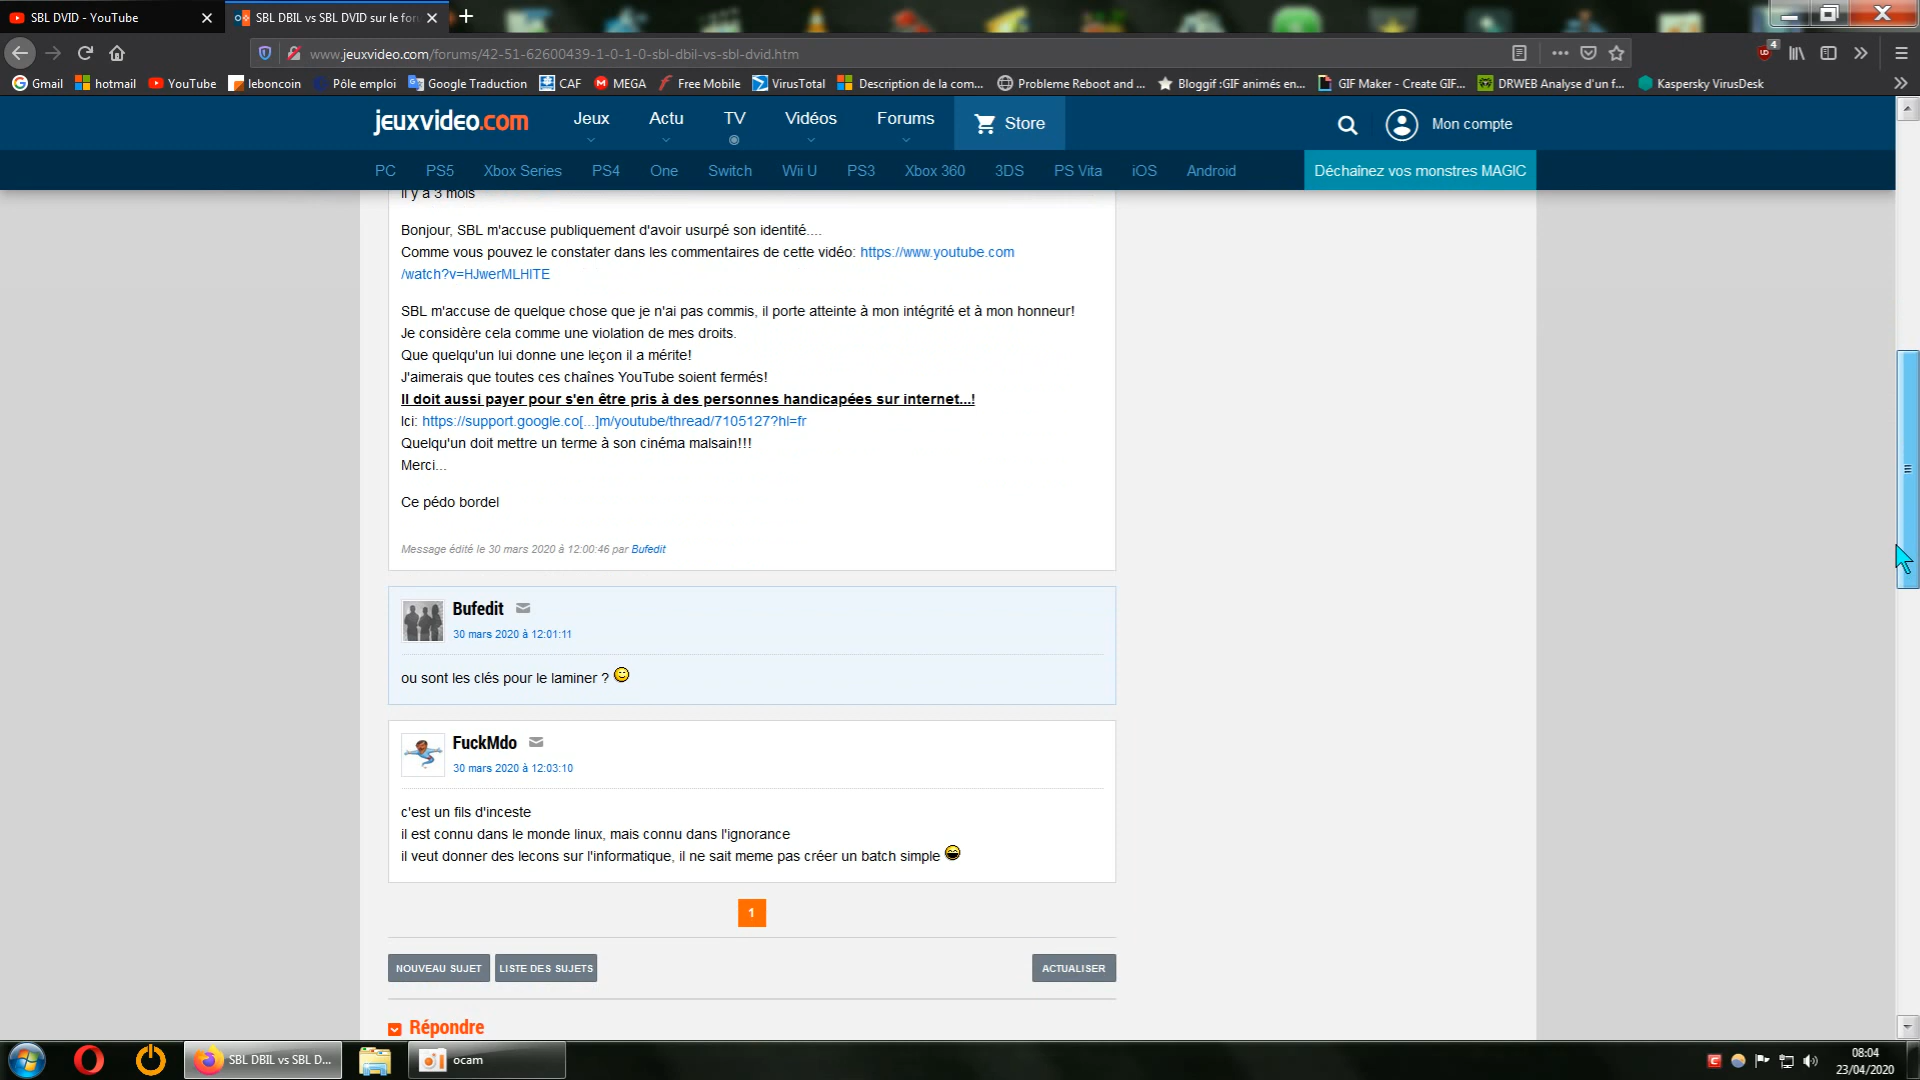 SBL DVID - YouTube
SBL DBIL vs SBL DVID sur le foru
www.jeuxvideo.com/forums/42-51-62600439-1-0-1-0-sbl-dbil-vs-sbl-dvid.htm
4
Gmail hotmail YouTube leboncoin Pôle emploi Google Traduction CAF MEGA Free Mobile VirusTotal Description de la com... Probleme Reboot and ... Bloggif :GIF animés en... GIF Maker - Create GIF... DRWEB Analyse d'un f... Kaspersky VirusDesk
jeuxvideo.com Jeux Actu TV Vidéos Forums Store Mon compte
PC PS5 Xbox Series PS4 One Switch Wii U PS3 Xbox 360 3DS PS Vita iOS Android Déchaînez vos monstres MAGIC
il y a 3 mois
Bonjour, SBL m'accuse publiquement d'avoir usurpé son identité....
Comme vous pouvez le constater dans les commentaires de cette vidéo: https://www.youtube.com
/watch?v=HJwerMLHlTE
SBL m'accuse de quelque chose que je n'ai pas commis, il porte atteinte à mon intégrité et à mon honneur!
Je considère cela comme une violation de mes droits.
Que quelqu'un lui donne une leçon il a mérite!
J'aimerais que toutes ces chaînes YouTube soient fermés!
Il doit aussi payer pour s'en être pris à des personnes handicapées sur internet...!
Ici: https://support.google.co[...]m/youtube/thread/7105127?hl=fr
Quelqu'un doit mettre un terme à son cinéma malsain!!!
Merci...
Ce pédo bordel
Message édité le 30 mars 2020 à 12:00:46 par Bufedit
Bufedit
30 mars 2020 à 12:01:11
ou sont les clés pour le laminer ?
FuckMdo
30 mars 2020 à 12:03:10
c'est un fils d'inceste
il est connu dans le monde linux, mais connu dans l'ignorance
il veut donner des lecons sur l'informatique, il ne sait meme pas créer un batch simple
1
NOUVEAU SUJET LISTE DES SUJETS ACTUALISER
Répondre
SBL DBIL vs SBL D... ocam
08:04
23/04/2020